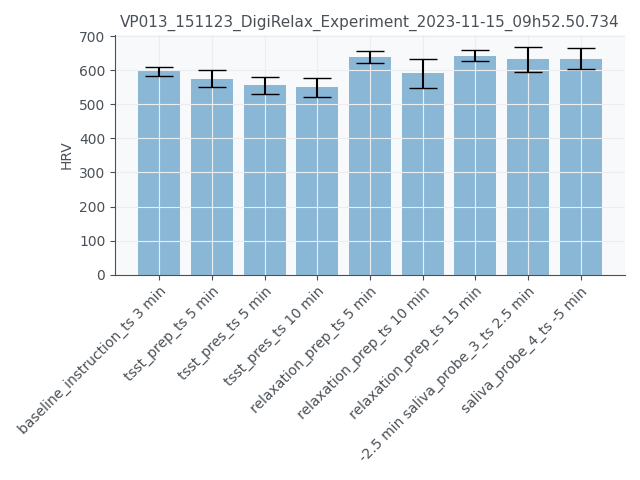 VP013_151123_DigiRelax_Experiment_2023-11-15_09h52.50.734
700
600
500
400
300
200
100
0
HRV
baseline_instruction_ts 3 min
tsst_prep_ts 5 min
tsst_pres_ts 5 min
tsst_pres_ts 10 min
relaxation_prep_ts 5 min
relaxation_prep_ts 10 min
relaxation_prep_ts 15 min
-2.5 min saliva_probe_3_ts 2.5 min
saliva_probe_4_ts -5 min